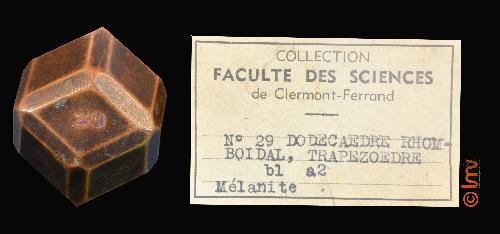 29
COLLECTION
FACULTE DES SCIENCES
de Clermont-Ferrand
N° 29 DODECAEDRE RHOM-
BOIDAL, TRAPEZOEDRE
b1 a2
Mélanite
© lmv